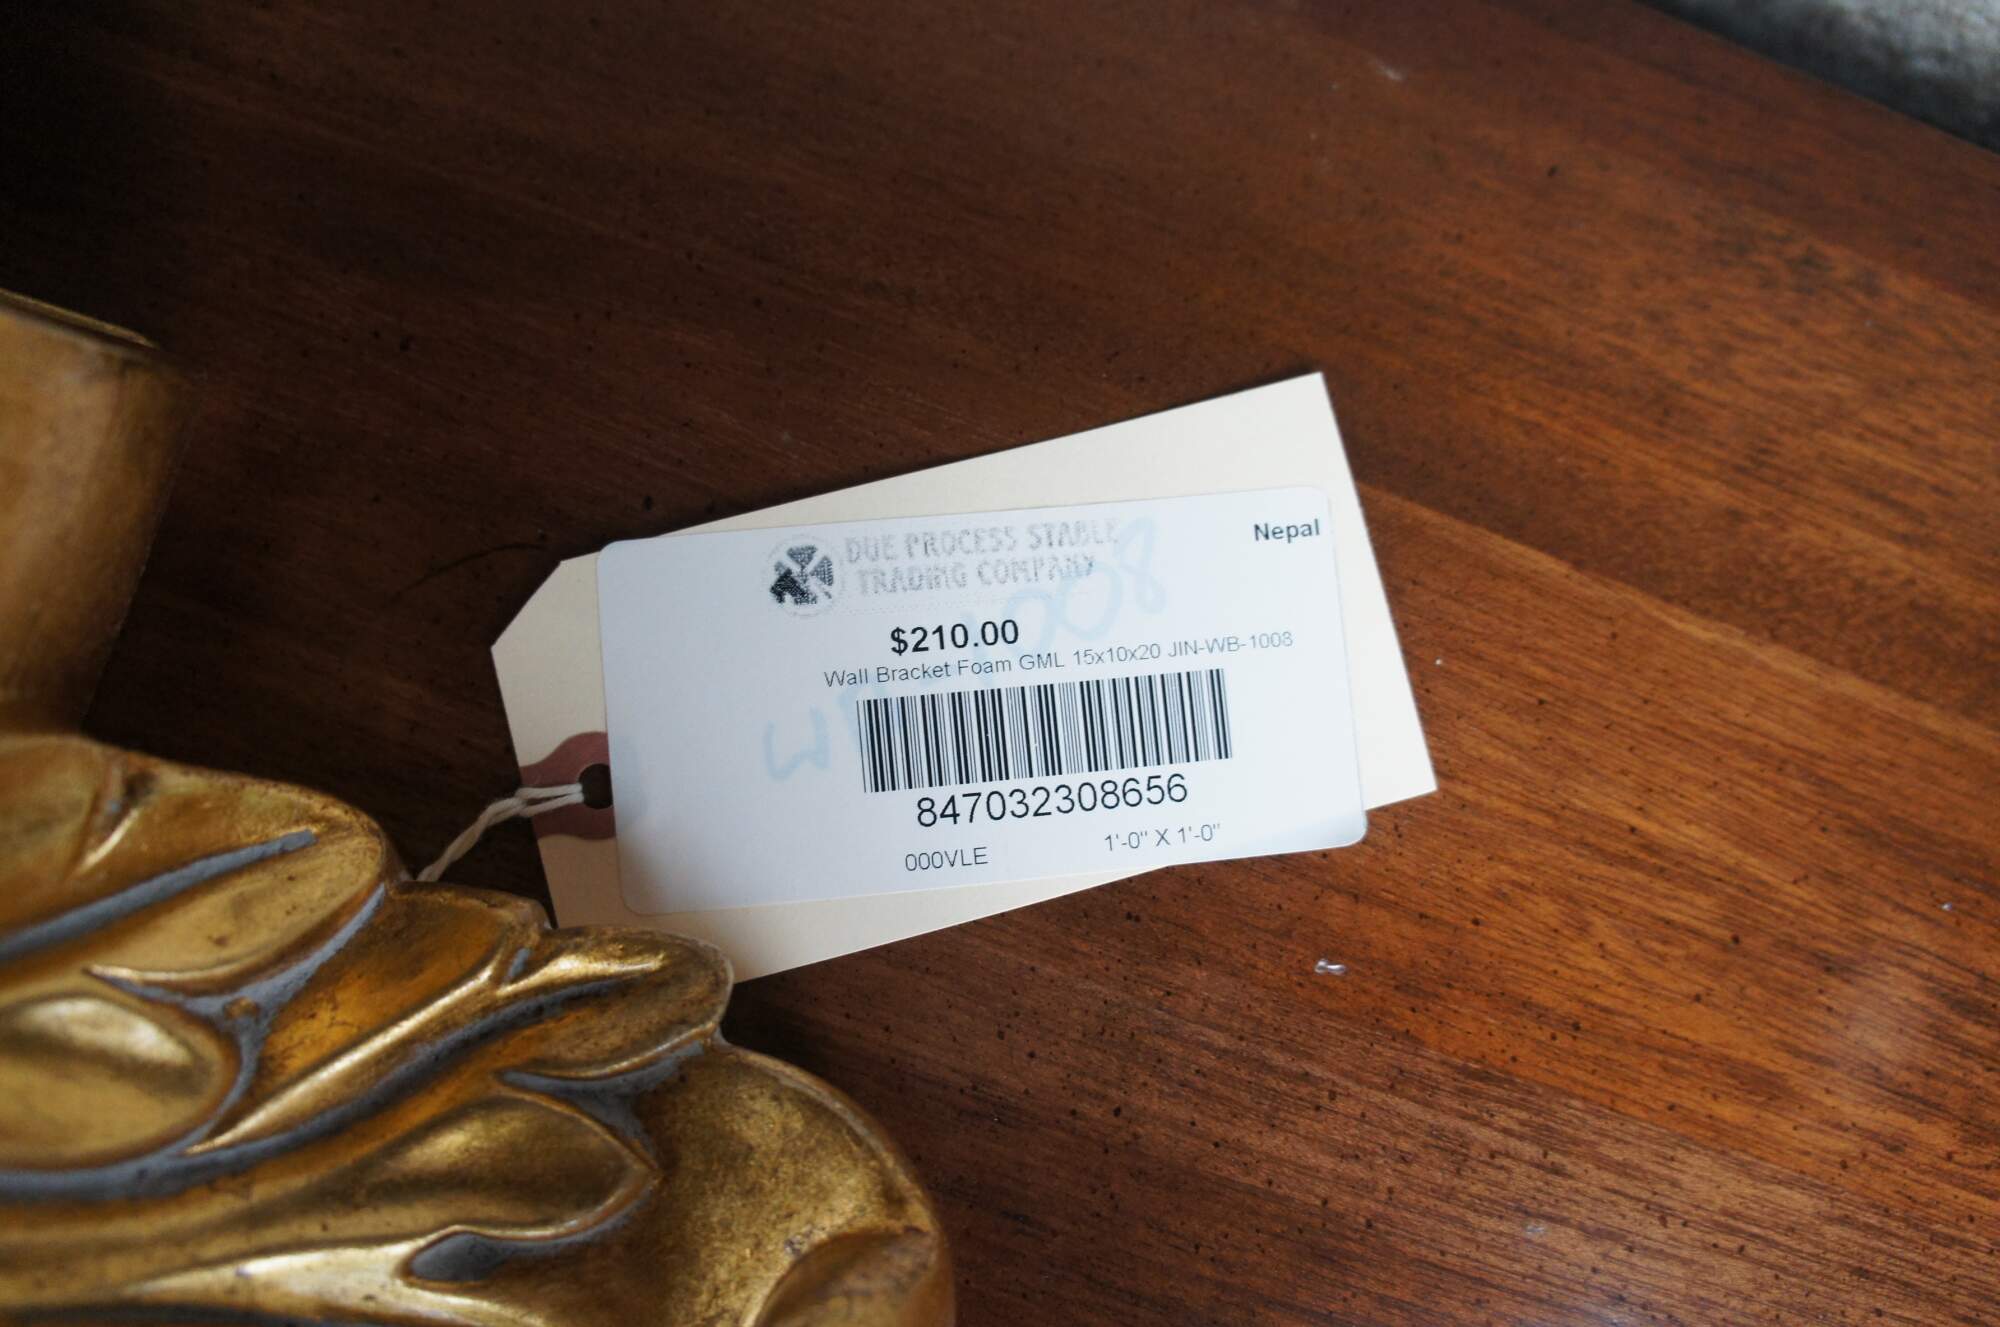 DUE PROCESS STABLE
TRADING COMPANY
Nepal
$210.00
Wall Bracket Foam GML 15x10x20 JIN-WB-1008
847032308656
000VLE
1'-0" X 1'-0"